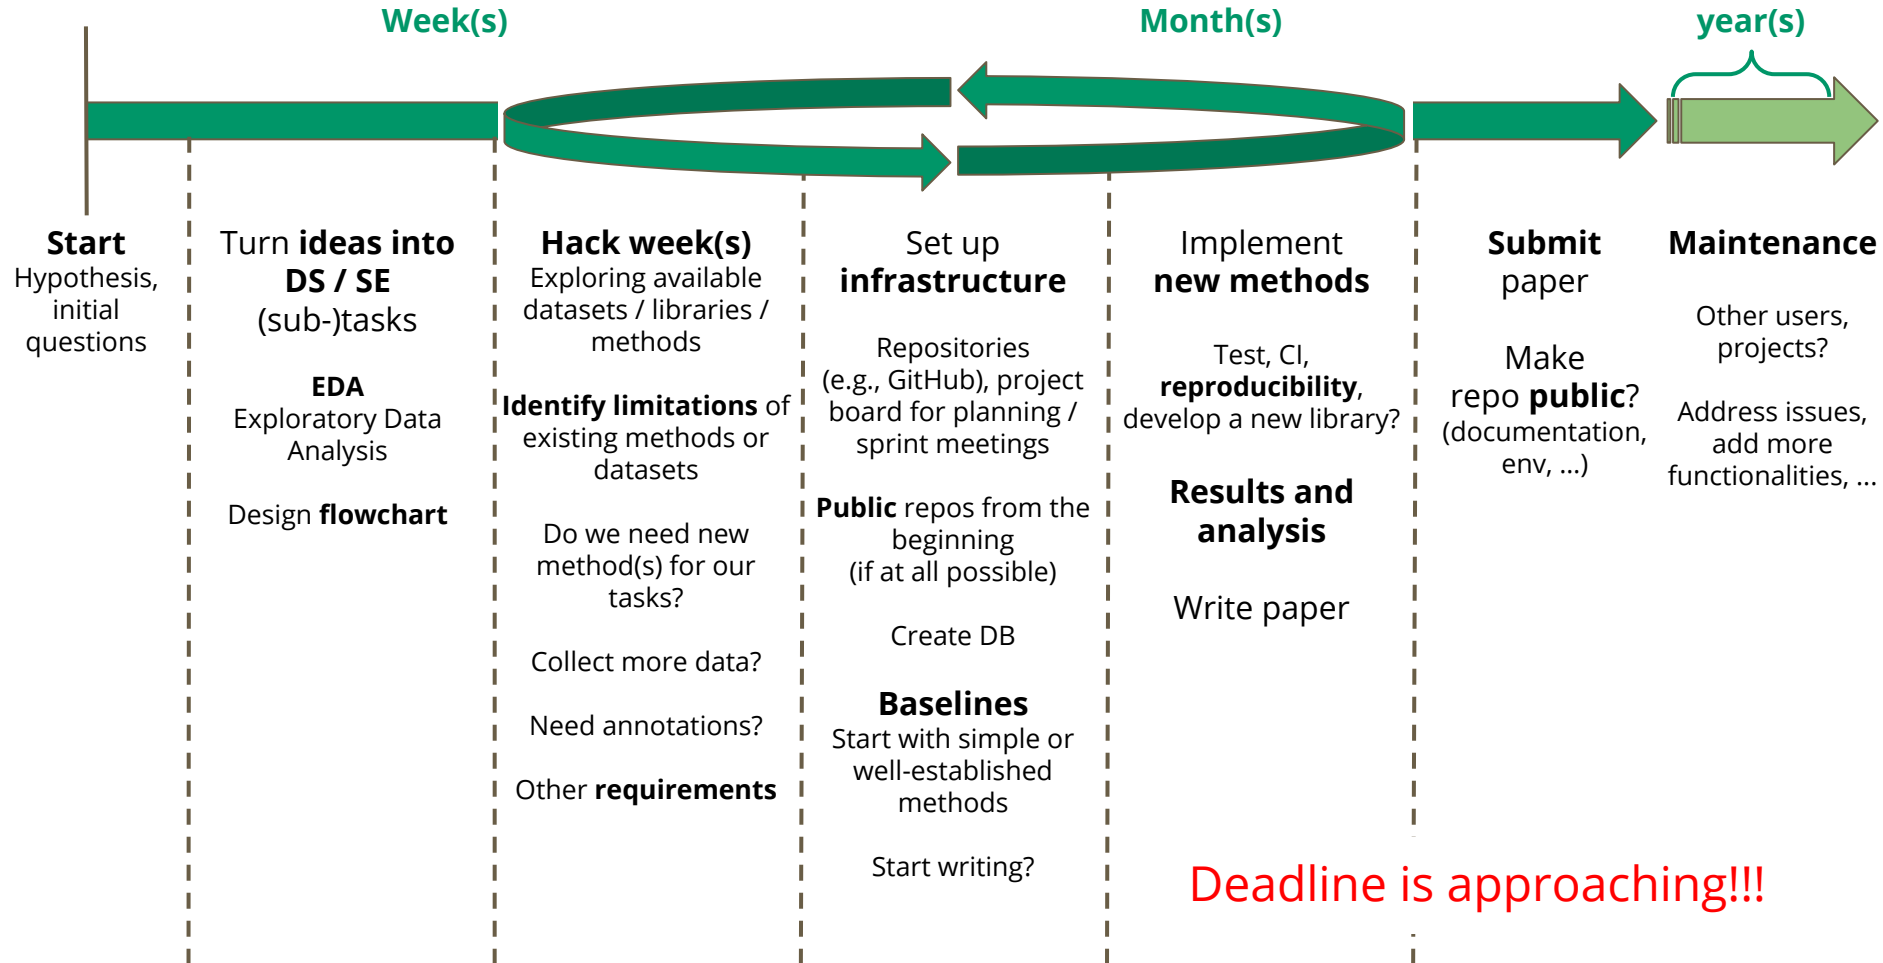 Week(s)
Month(s)
year(s)
Start
Hypothesis,
initial
questions
Turn ideas into
DS / SE
(sub-)tasks
EDA
Exploratory Data
Analysis
Design flowchart
Hack week(s)
Exploring available
datasets / libraries /
methods
Identify limitations of
existing methods or
datasets
Do we need new
method(s) for our
tasks?
Collect more data?
Need annotations?
Other requirements
Set up
infrastructure
Repositories
(e.g., GitHub), project
board for planning /
sprint meetings
Public repos from the
beginning
(if at all possible)
Create DB
Baselines
Start with simple or
well-established
methods
Start writing?
Implement
new methods
Test, CI,
reproducibility,
develop a new library?
Results and
analysis
Write paper
Submit
paper
Make
repo public?
(documentation,
env, ...)
Maintenance
Other users,
projects?
Address issues,
add more
functionalities, ...
Deadline is approaching!!!